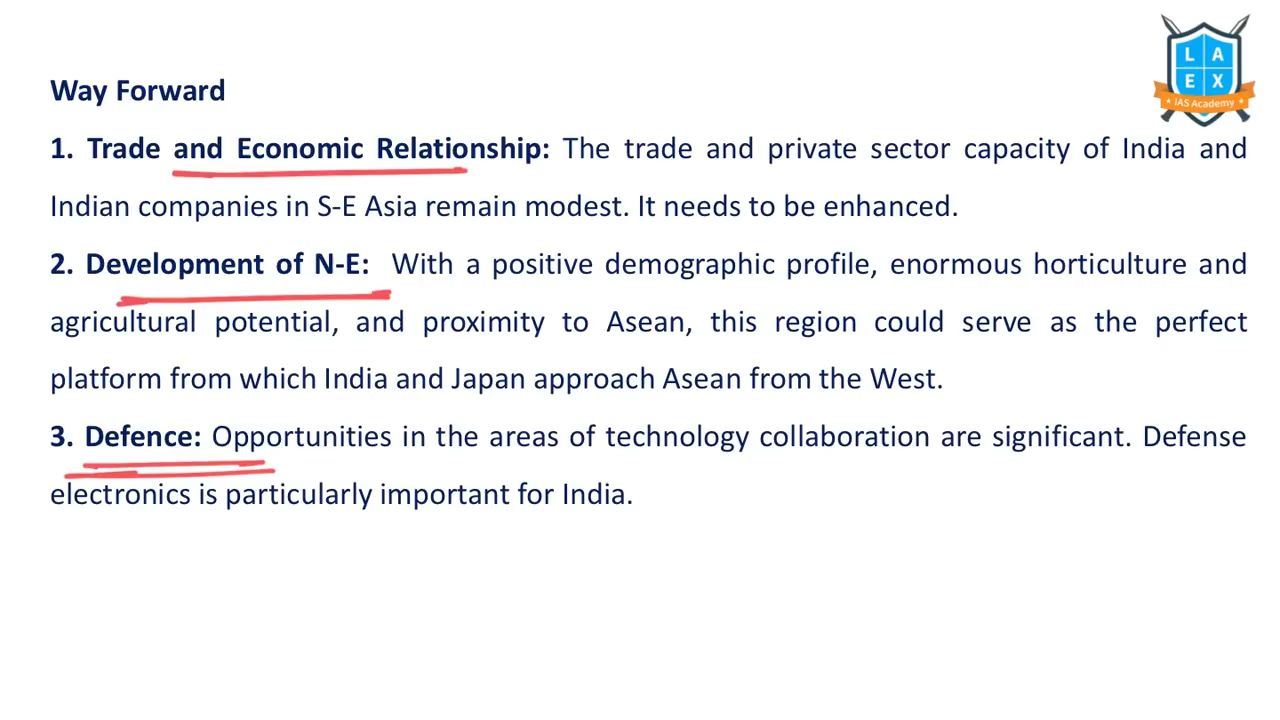 L A
E X
IAS Academy
Way Forward
1. Trade and Economic Relationship: The trade and private sector capacity of India and
Indian companies in S-E Asia remain modest. It needs to be enhanced.
2. Development of N-E: With a positive demographic profile, enormous horticulture and
agricultural potential, and proximity to Asean, this region could serve as the perfect
platform from which India and Japan approach Asean from the West.
3. Defence: Opportunities in the areas of technology collaboration are significant. Defense
electronics is particularly important for India.